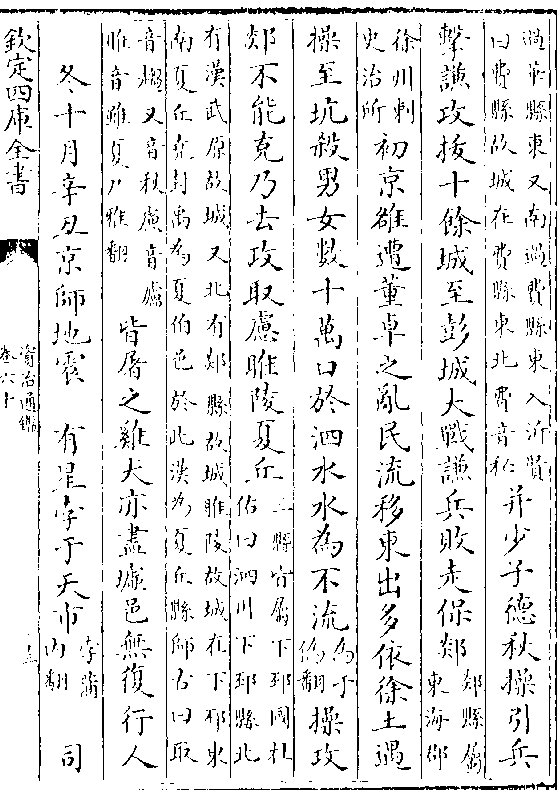 過華縣東又南過費縣東入沂賢
曰費縣故城在費縣東北費音祕
并少子德秋操引兵
擊謙攻拔十餘城至彭城大戰謙兵敗走保郯
郯縣屬
東海郡
徐州刺
史治所
初京雒遭董卓之亂民流移東出多依徐土遇
操至坑殺男女數十萬口於泗水水為不流
為于
偽翻
操攻
郯不能克乃去攻取慮睢陵夏丘
三縣皆屬下邳國杜
佑曰泗川下邳縣北
有漢武原故城又北有郯縣故城睢陵故城在下邳東
南夏丘堯封禹為夏伯邑於此漢為夏丘縣師古曰取
音趨又音秋慮音廬
睢音雖夏戶雅翻
皆屠之雞犬亦盡墟邑無復行人
冬十月辛丑京師地震
有星孛于天市
孛蒲
內翻
司
欽定四庫全書
資治通鑑
卷六十